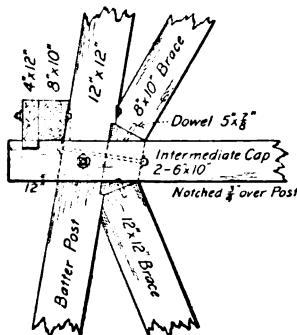 4"x12"
8"x10"
12"x12"
8"x10" Brace
Dowel 5"x⅞"
Intermediate Cap
2-6"x10"
12"
Notched ¾" over Post
Batter Post
12"x12" Brace